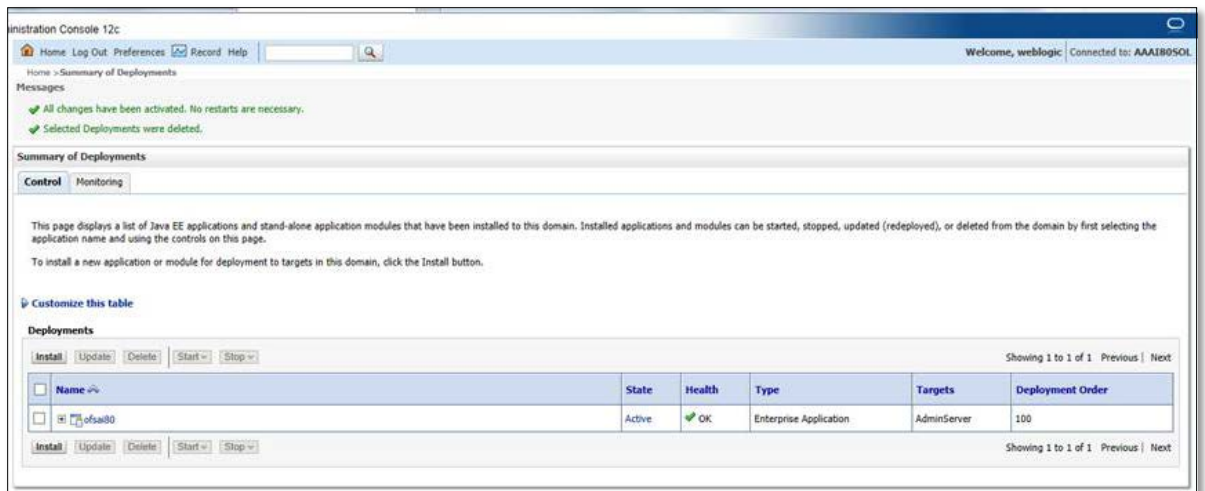 inistration Console 12c
Home Log Out Preferences Record Help
Welcome, weblogic Connected to: AAAI80SOL
Home >Summary of Deployments
Messages
All changes have been activated. No restarts are necessary.
Selected Deployments were deleted.
Summary of Deployments
Control Monitoring
This page displays a list of Java EE applications and stand-alone application modules that have been installed to this domain. Installed applications and modules can be started, stopped, updated (redeployed), or deleted from the domain by first selecting the
application name and using the controls on this page.
To install a new application or module for deployment to targets in this domain, click the Install button.
Customize this table
Deployments
Install Update Delete Start Stop
Showing 1 to 1 of 1 Previous | Next
Name State Health Type Targets Deployment Order
ofsai80 Active OK Enterprise Application AdminServer 100
Install Update Delete Start Stop
Showing 1 to 1 of 1 Previous | Next